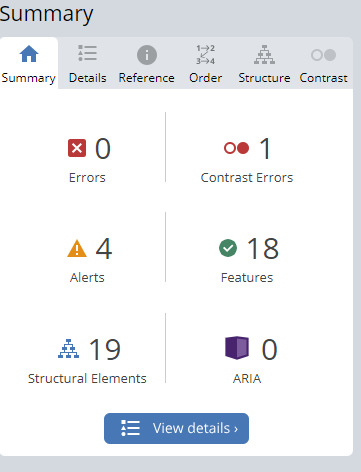 Summary
Summary Details Reference Order Structure Contrast
0 1
Errors Contrast Errors
4 18
Alerts Features
19 0
Structural Elements ARIA
View details ›